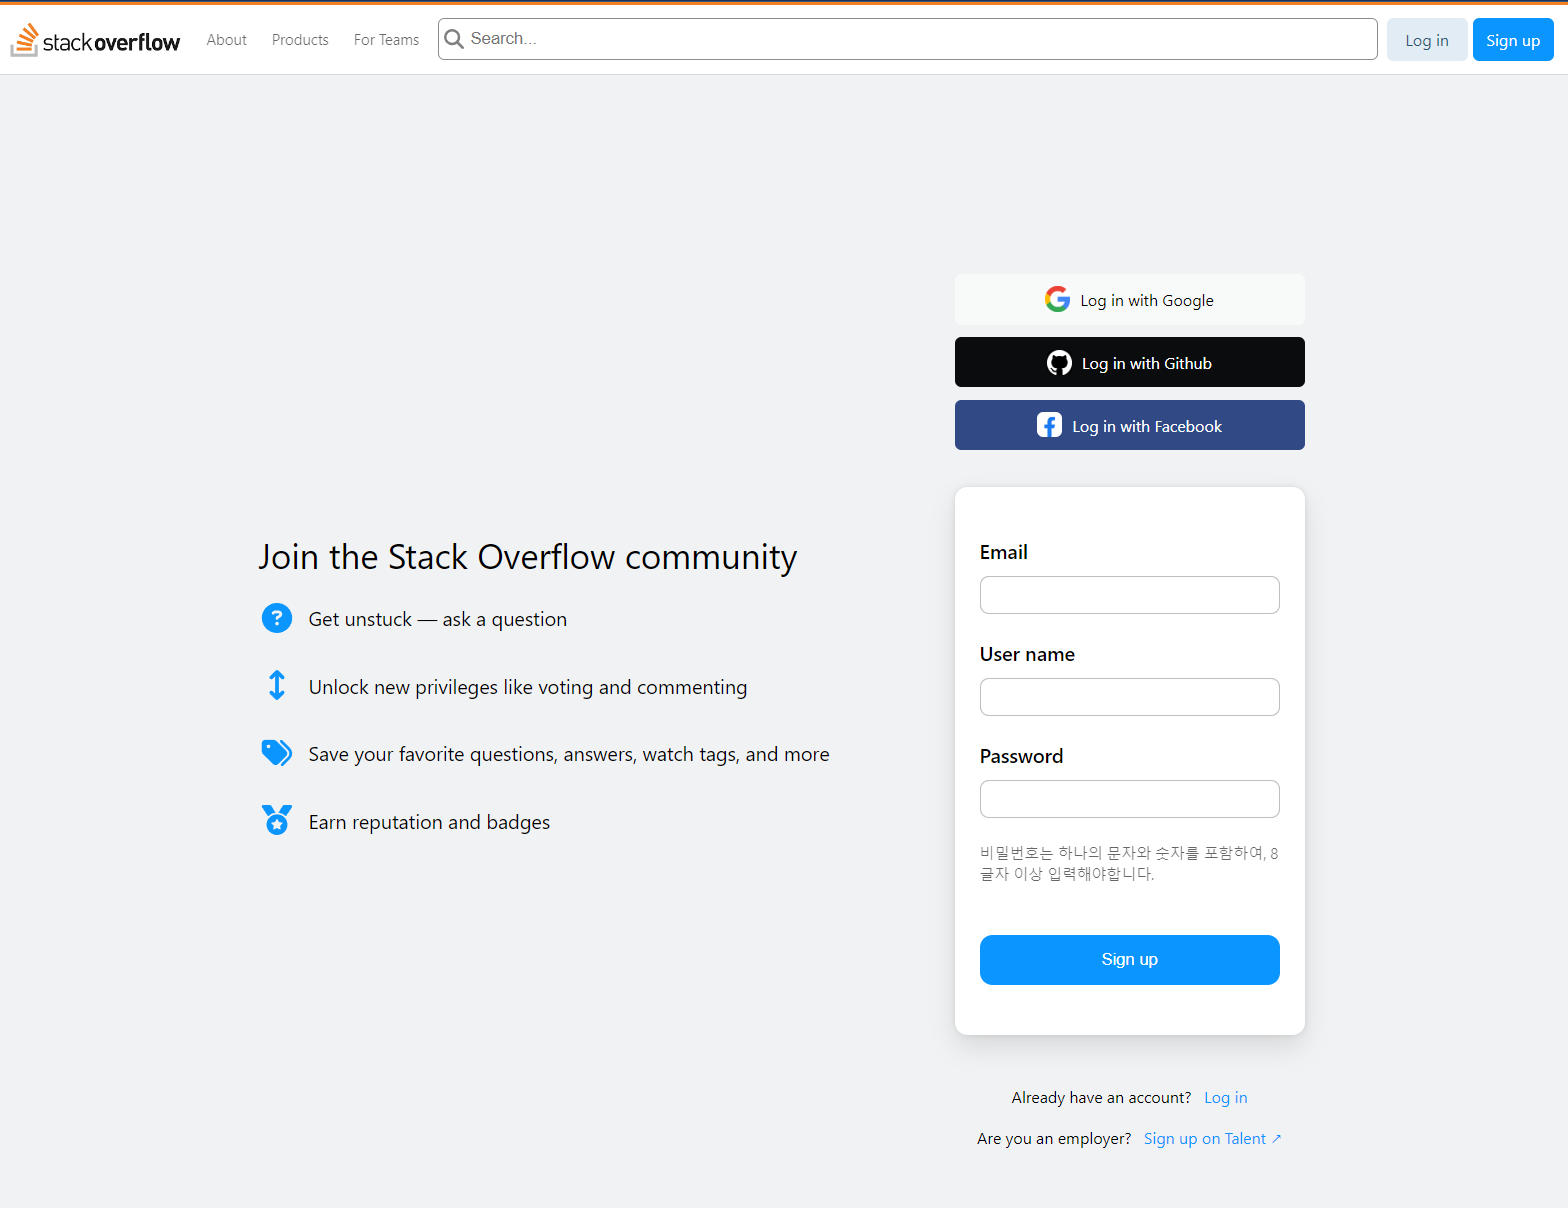 stackoverflow
About
Products
For Teams
Search...
Log in
Sign up
Log in with Google
Log in with Github
Log in with Facebook
Join the Stack Overflow community
Get unstuck — ask a question
Unlock new privileges like voting and commenting
Save your favorite questions, answers, watch tags, and more
Earn reputation and badges
Email
User name
Password
비밀번호는 하나의 문자와 숫자를 포함하여, 8
글자 이상 입력해야합니다.
Sign up
Already have an account? Log in
Are you an employer? Sign up on Talent ↗